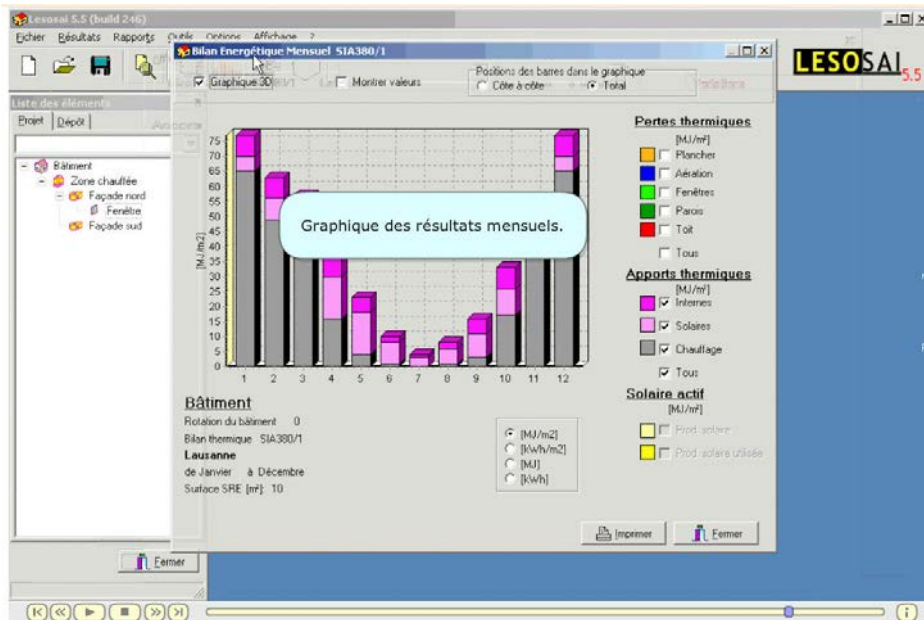 Lesosai 5.5 (build 246)
Fichier Résultats Rapports Outils Options Affichage ?
Bilan Energétique Mensuel SIA380/1
LESOSAI 5.5
Graphique 3D
Montrer valeurs
Positions des barres dans le graphique
Côte à côte
Total
Liste des éléments
Projet
Dépôt
Bâtiment
Zone chauffée
Façade nord
Fenêtre
Façade sud
[MJ/m2]
75
70
65
60
55
50
45
40
35
30
25
20
15
10
5
0
1 2 3 4 5 6 7 8 9 10 11 12
Graphique des résultats mensuels.
Pertes thermiques
[MJ/m²]
Plancher
Aération
Fenêtres
Parois
Toit
Tous
Apports thermiques
[MJ/m²]
Internes
Solaires
Chauffage
Tous
Solaire actif
[MJ/m²]
Prod. solaire
Prod. solaire utilisée
Bâtiment
Rotation du bâtiment 0
Bilan thermique SIA380/1
Lausanne
de Janvier à Décembre
Surface SRE [m²]: 10
[MJ/m2]
[kWh/m2]
[MJ]
[kWh]
Imprimer
Fermer
Fermer